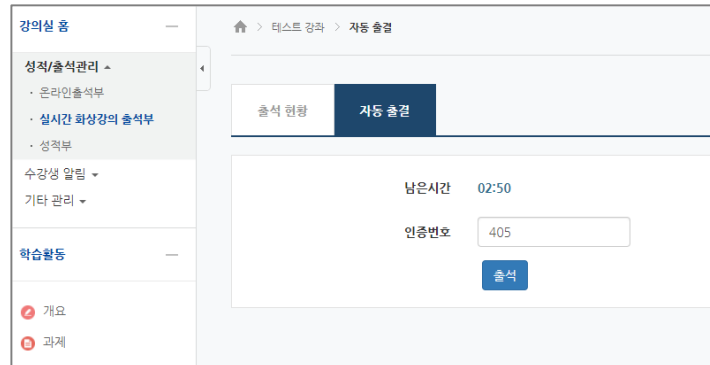 강의실 홈
성적/출석관리
· 온라인출석부
· 실시간 화상강의 출석부
· 성적부
수강생 알림
기타 관리
학습활동
개요
과제
> 테스트 강좌 > 자동 출결
출석 현황 자동 출결
남은시간 02:50
인증번호 405
출석